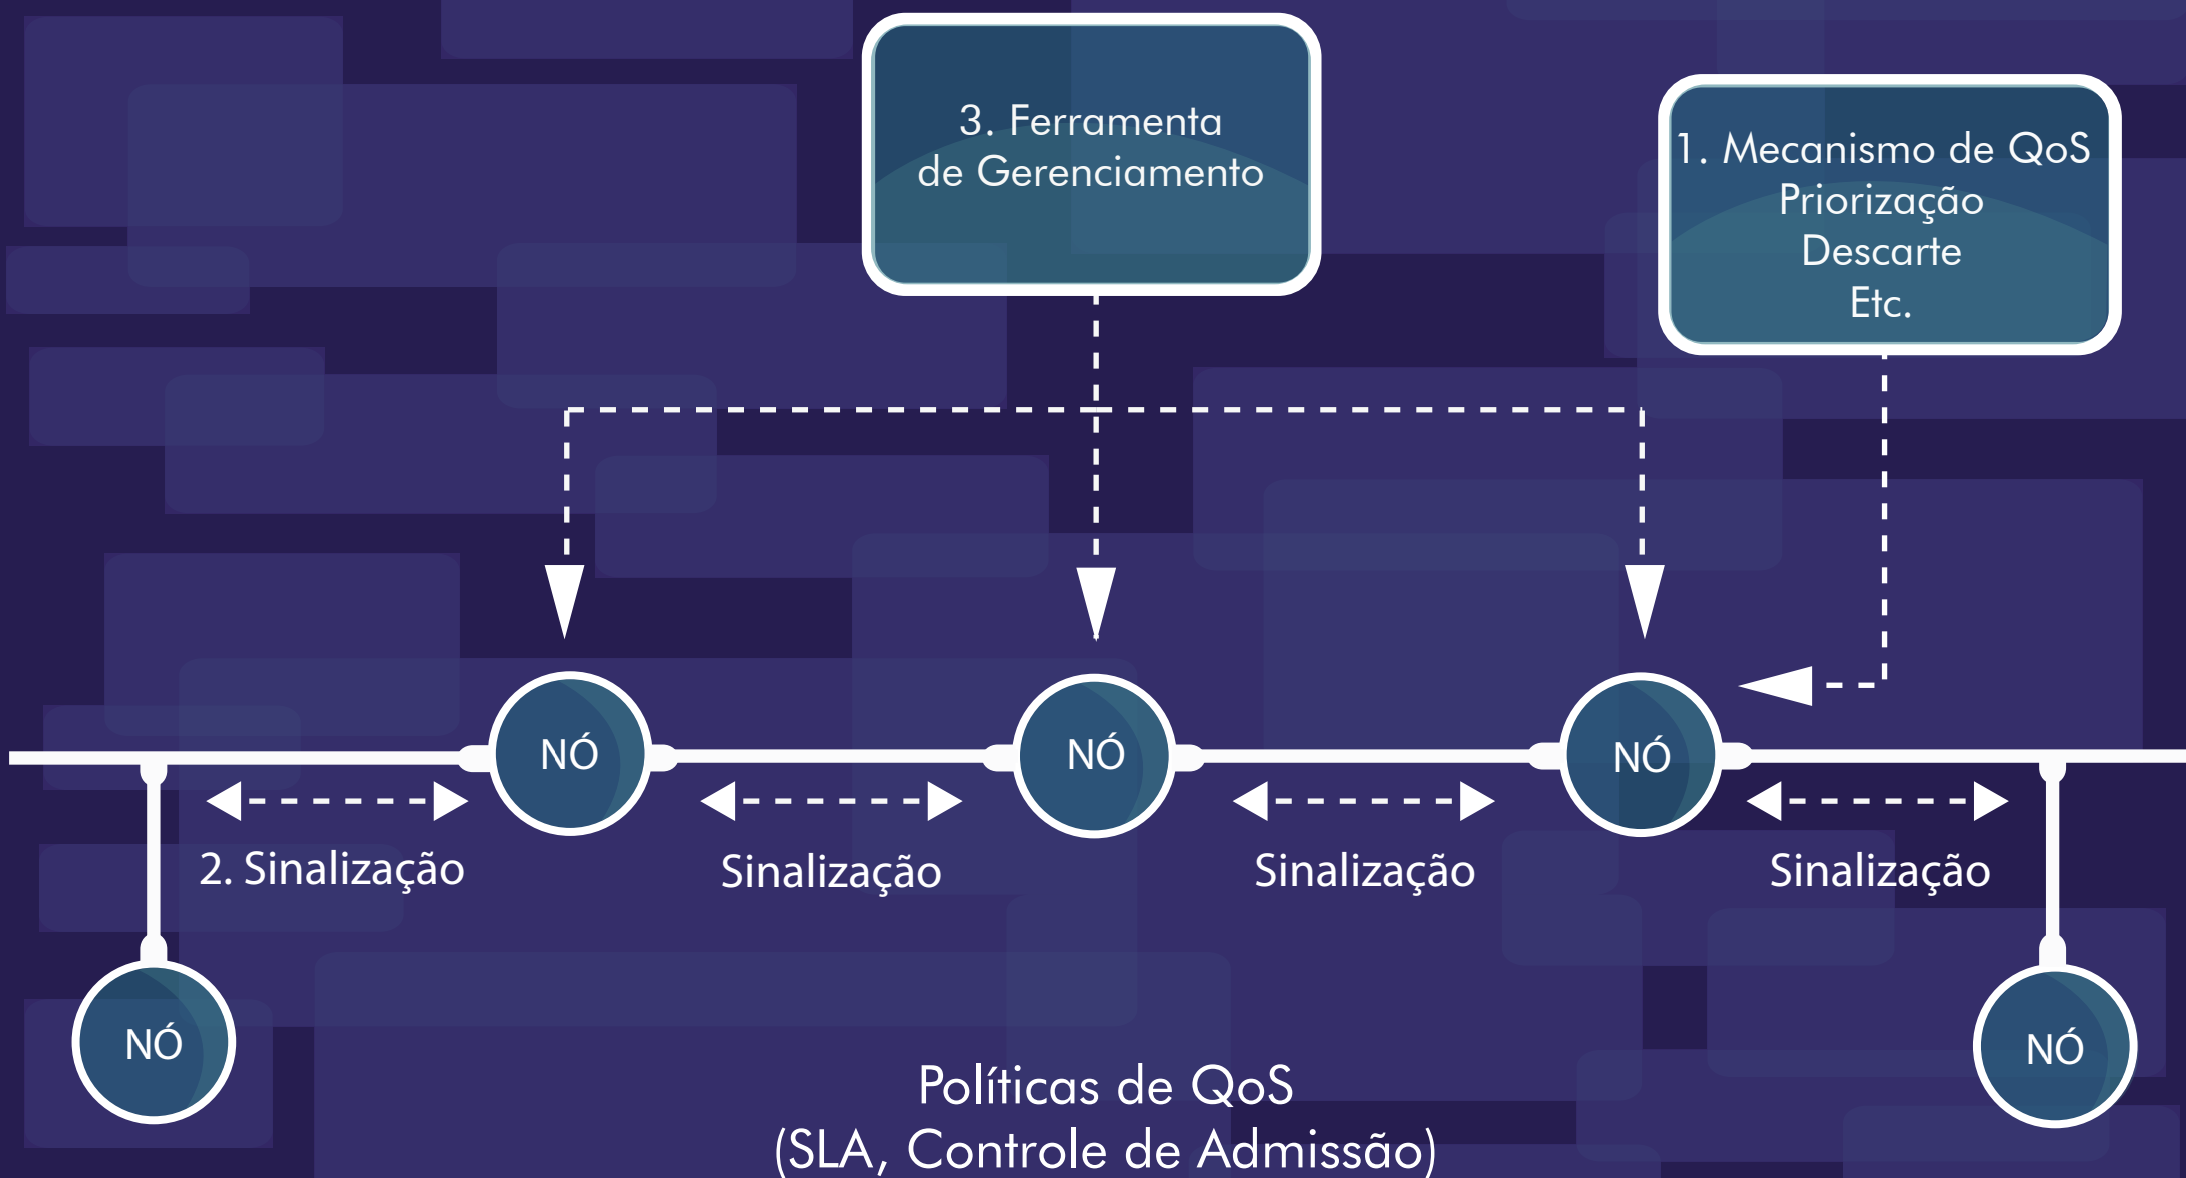 3. Ferramenta
de Gerenciamento
1. Mecanismo de QoS
Priorização
Descarte
Etc.
NÓ
NÓ
NÓ
2. Sinalização
Sinalização
Sinalização
Sinalização
NÓ
NÓ
Políticas de QoS
(SLA, Controle de Admissão)